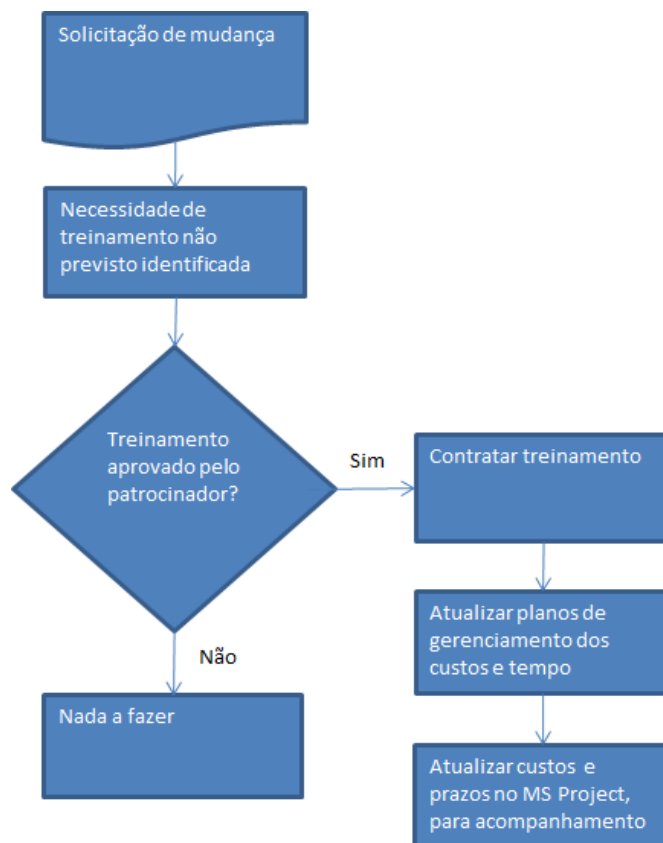 Solicitação de mudança
Necessidade de
treinamento não
previsto identificada
Treinamento
aprovado pelo
patrocinador?
Sim
Contratar treinamento
Atualizar planos de
gerenciamento dos
custos e tempo
Não
Nada a fazer
Atualizar custos e
prazos no MS Project,
para acompanhamento